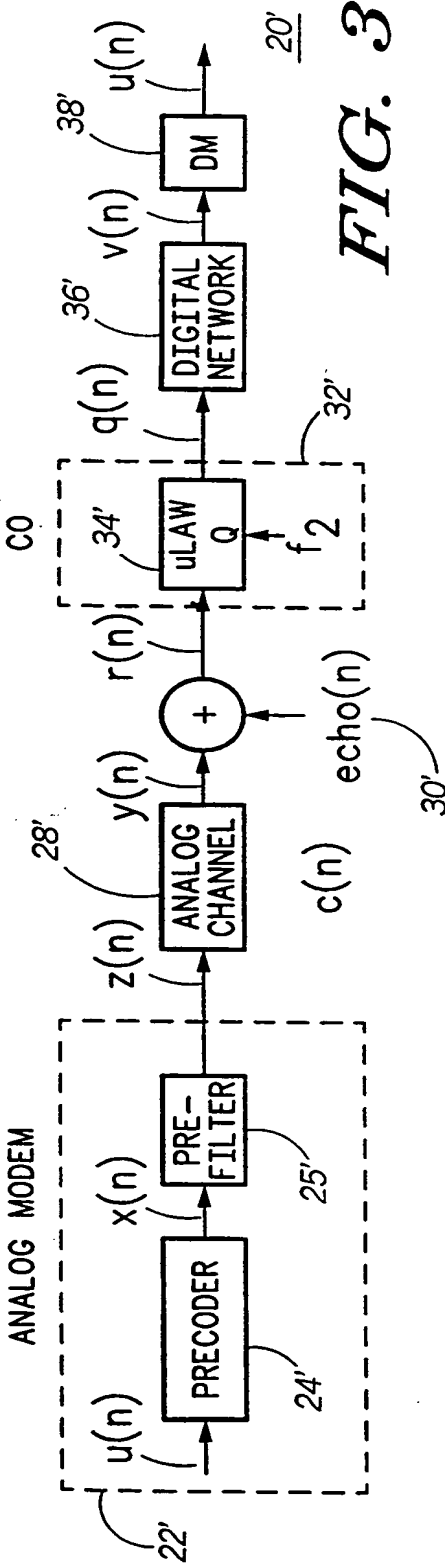 ANALOG MODEM
22'
u(n)
PRECODER
24'
x(n)
PRE-
FILTER
25'
z(n)
28'
ANALOG
CHANNEL
c(n)
y(n)
+
echo(n)
30'
r(n)
CO
34'
uLAW
Q
f2
32'
q(n)
36'
DIGITAL
NETWORK
v(n)
38'
DM
u(n)
20'
FIG. 3